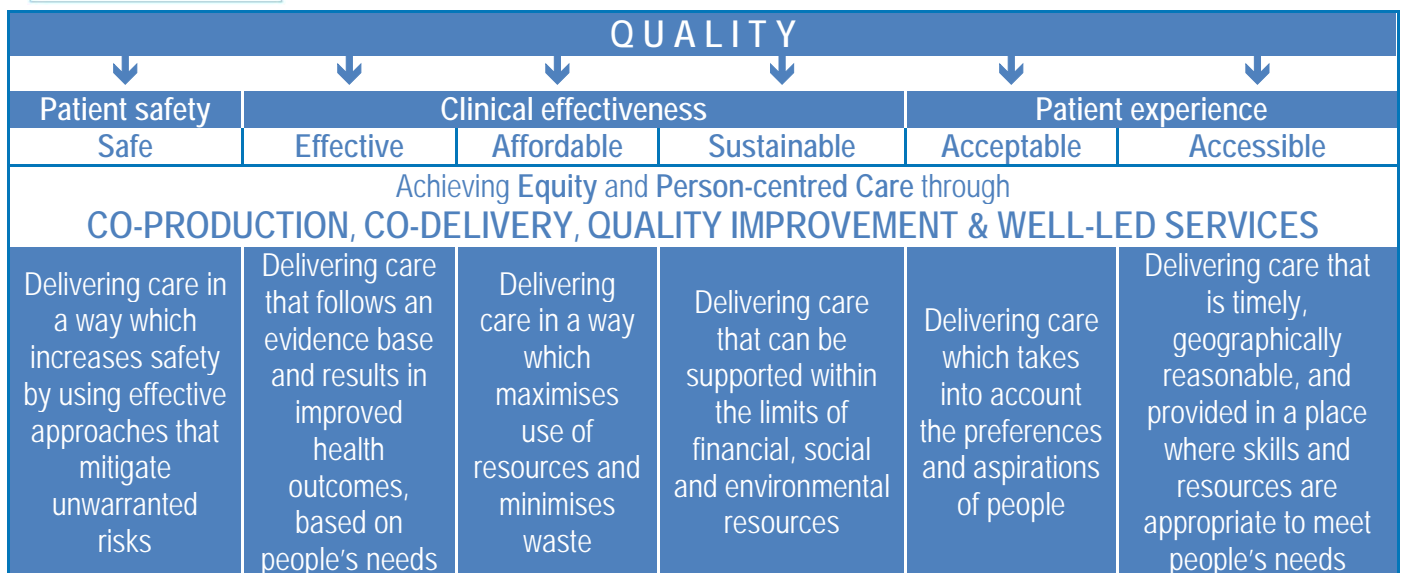 QUALITY
Patient safety
Clinical effectiveness
Patient experience
Safe
Effective
Affordable
Sustainable
Acceptable
Accessible
Achieving Equity and Person-centred Care through
CO-PRODUCTION, CO-DELIVERY, QUALITY IMPROVEMENT & WELL-LED SERVICES
Delivering care in
a way which
increases safety
by using effective
approaches that
mitigate
unwarranted
risks
Delivering care
that follows an
evidence base
and results in
improved
health
outcomes,
based on
people's needs
Delivering
care in a way
which
maximises
use of
resources and
minimises
waste
Delivering care
that can be
supported within
the limits of
financial, social
and environmental
resources
Delivering care
which takes
into account
the preferences
and aspirations
of people
Delivering care that
is timely,
geographically
reasonable, and
provided in a place
where skills and
resources are
appropriate to meet
people's needs